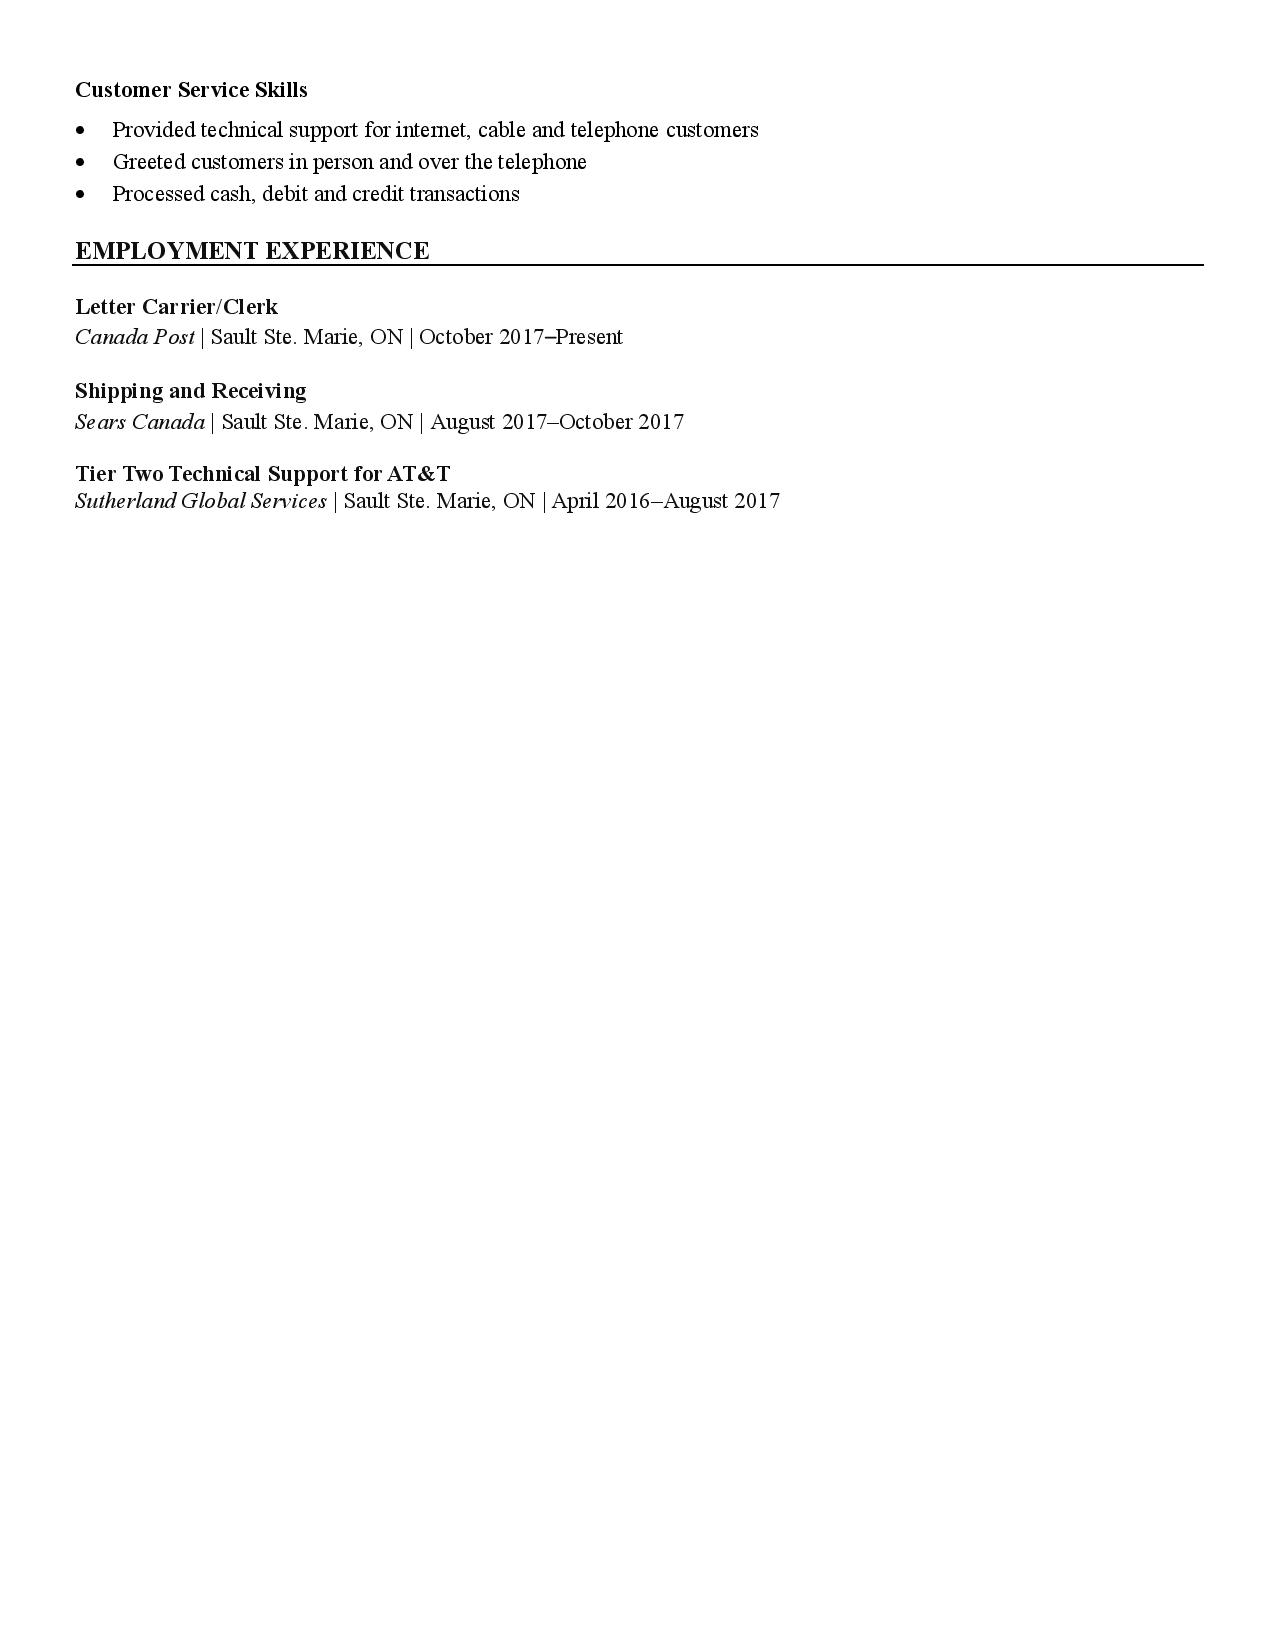 Customer Service Skills
• Provided technical support for internet, cable and telephone customers
• Greeted customers in person and over the telephone
• Processed cash, debit and credit transactions
EMPLOYMENT EXPERIENCE
Letter Carrier/Clerk
Canada Post | Sault Ste. Marie, ON | October 2017–Present
Shipping and Receiving
Sears Canada | Sault Ste. Marie, ON | August 2017–October 2017
Tier Two Technical Support for AT&T
Sutherland Global Services | Sault Ste. Marie, ON | April 2016–August 2017